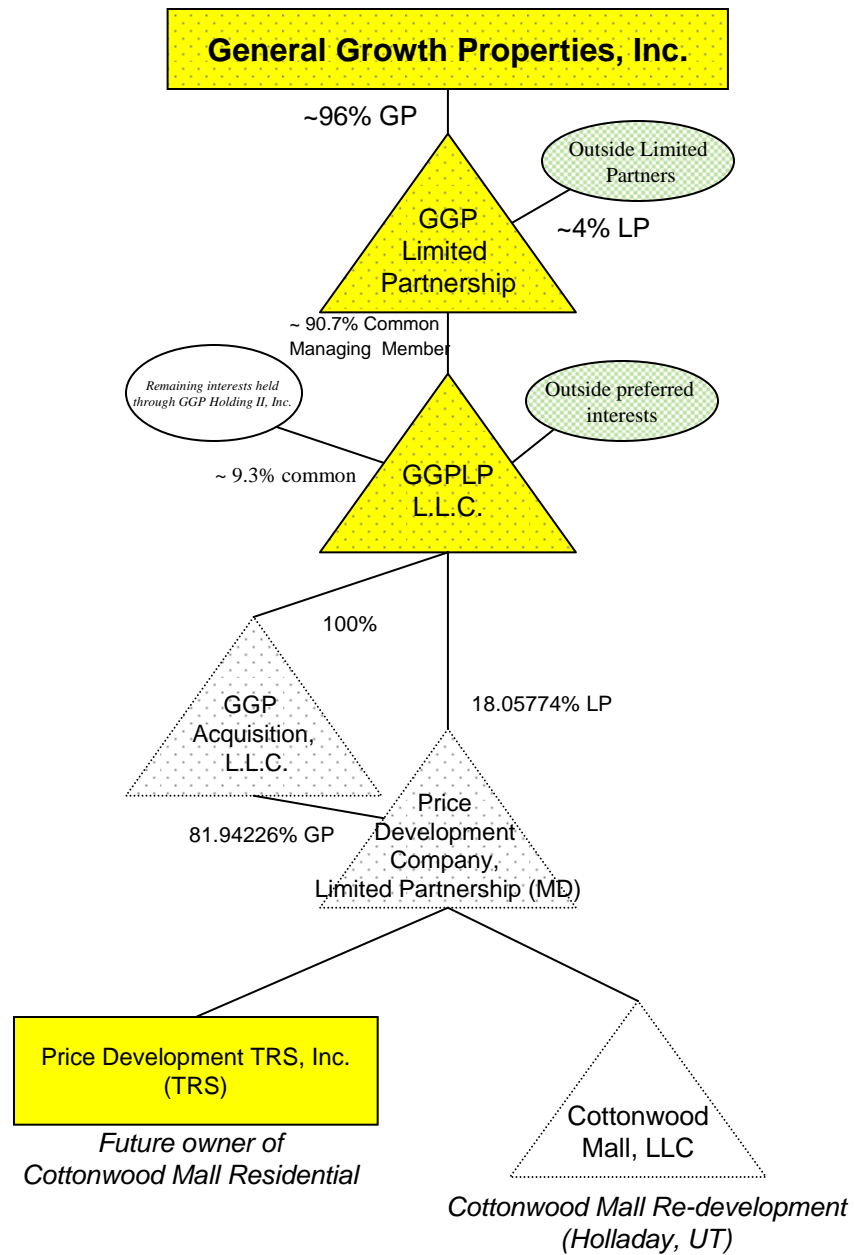 General Growth Properties, Inc.
~96% GP
Outside Limited
Partners
GGP
Limited
Partnership
~4% LP
~ 90.7% Common
Managing Member
Remaining interests held
through GGP Holding II, Inc.
Outside preferred
interests
~ 9.3% common
GGPLP
L.L.C.
100%
18.05774% LP
GGP
Acquisition,
L.L.C.
81.94226% GP
Price
Development
Company,
Limited Partnership (MD)
Price Development TRS, Inc.
(TRS)
Future owner of
Cottonwood Mall Residential
Cottonwood
Mall, LLC
Cottonwood Mall Re-development
(Holladay, UT)